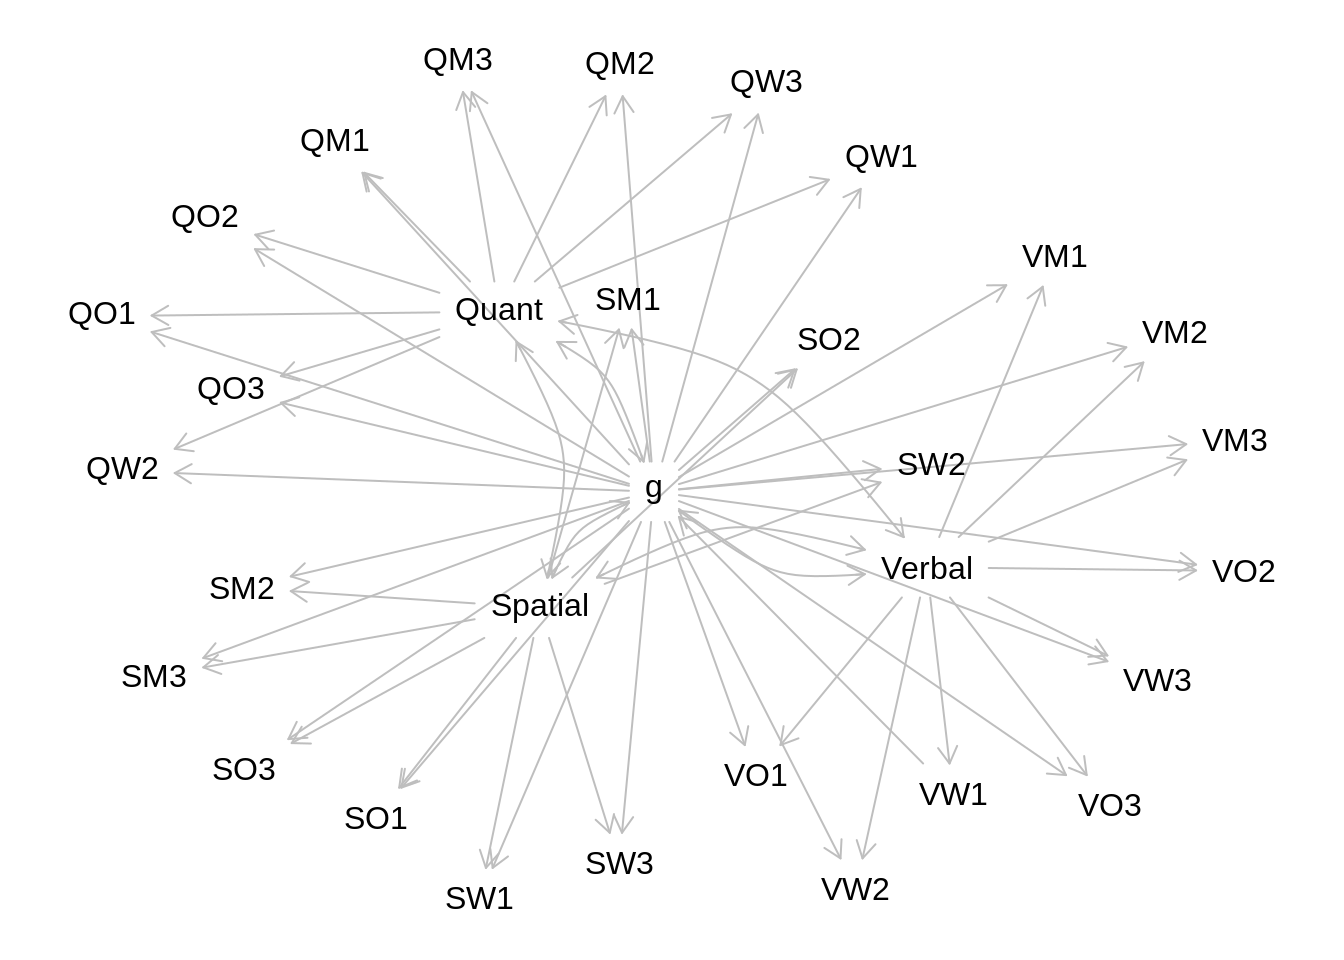 QM3
QM2
QW3
QM1
QW1
QO2
VM1
SM1
Quant
QO1
VM2
SO2
QO3
VM3
SW2
QW2
g
Verbal
VO2
SM2
Spatial
SM3
VW3
SO3
VO1
VW1
VO3
SO1
SW3
VW2
SW1